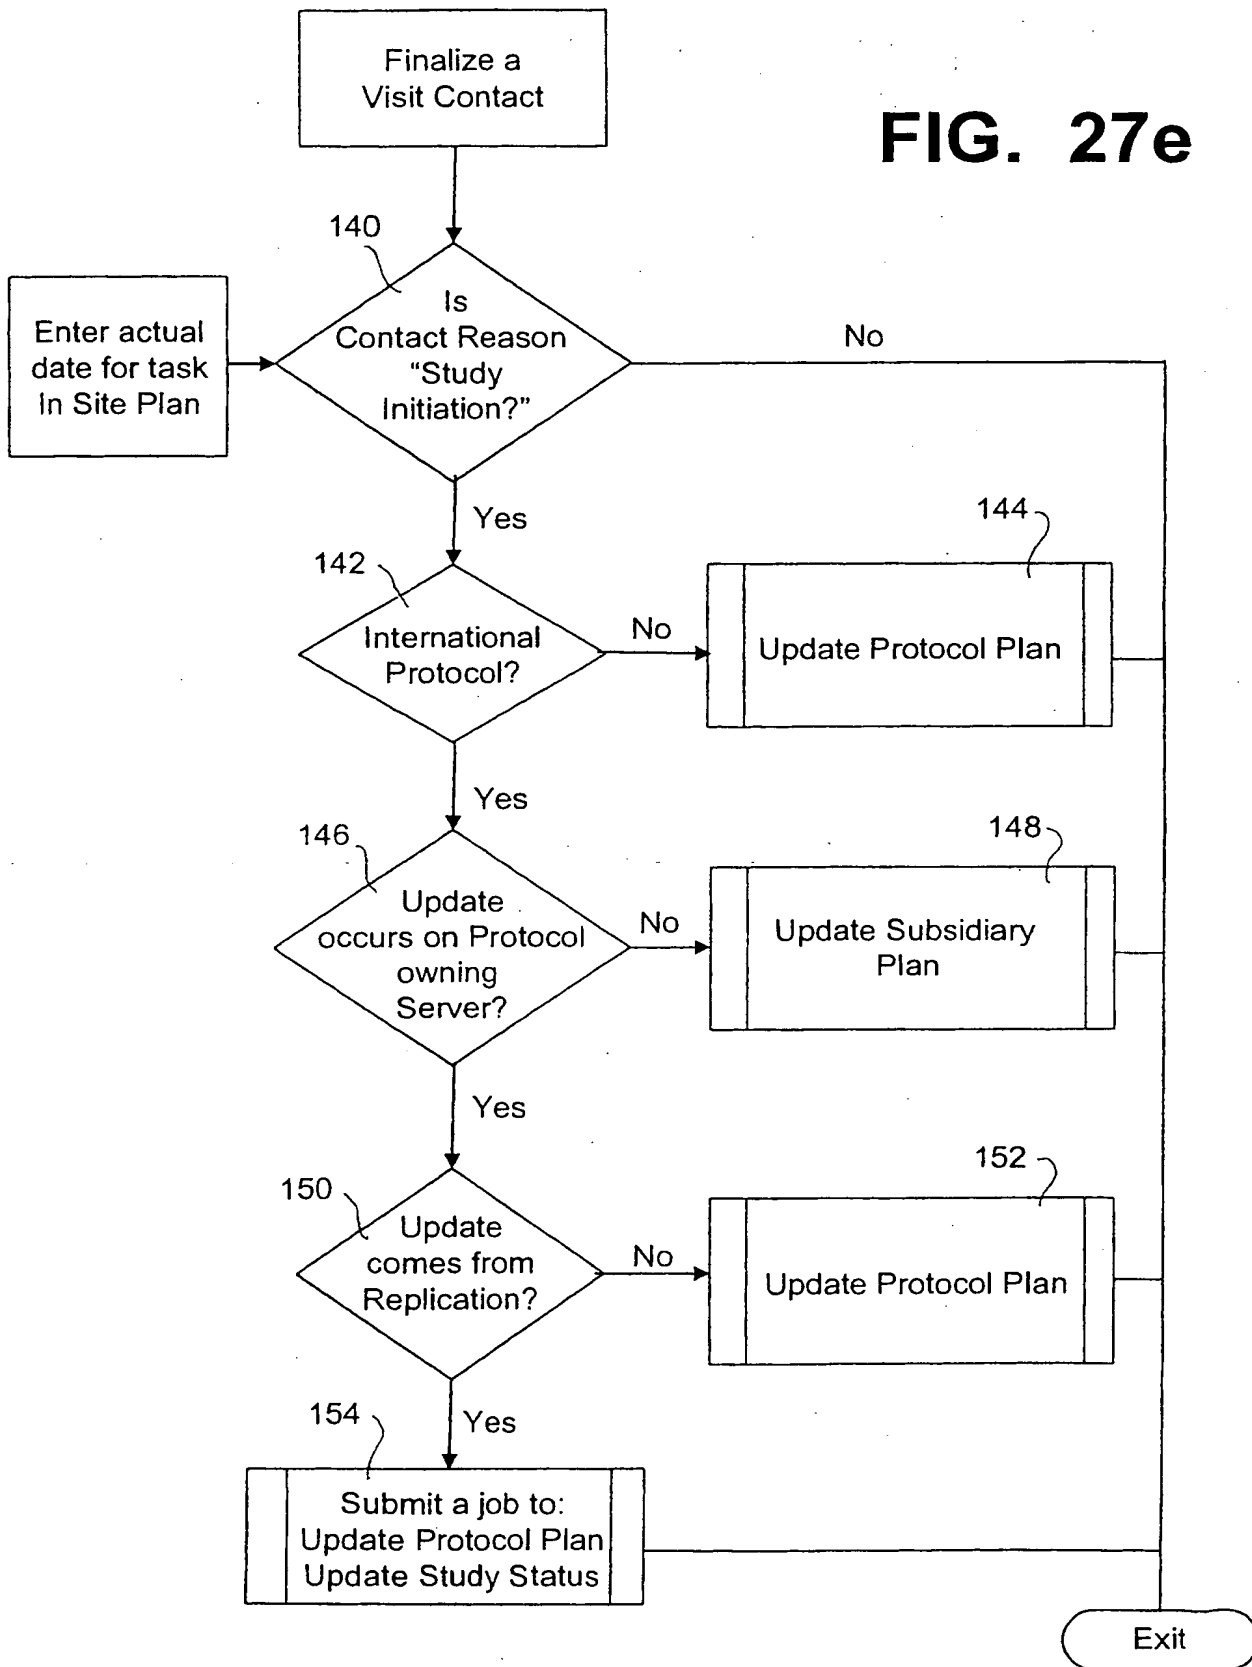 Finalize a
Visit Contact
FIG. 27e
140
Enter actual
date for task
In Site Plan
Is
Contact Reason
“Study
Initiation?”
No
Yes
142
International
Protocol?
No
144
Update Protocol Plan
Yes
146
Update
occurs on Protocol
owning
Server?
No
148
Update Subsidiary
Plan
Yes
150
Update
comes from
Replication?
No
152
Update Protocol Plan
Yes
154
Submit a job to:
Update Protocol Plan
Update Study Status
Exit